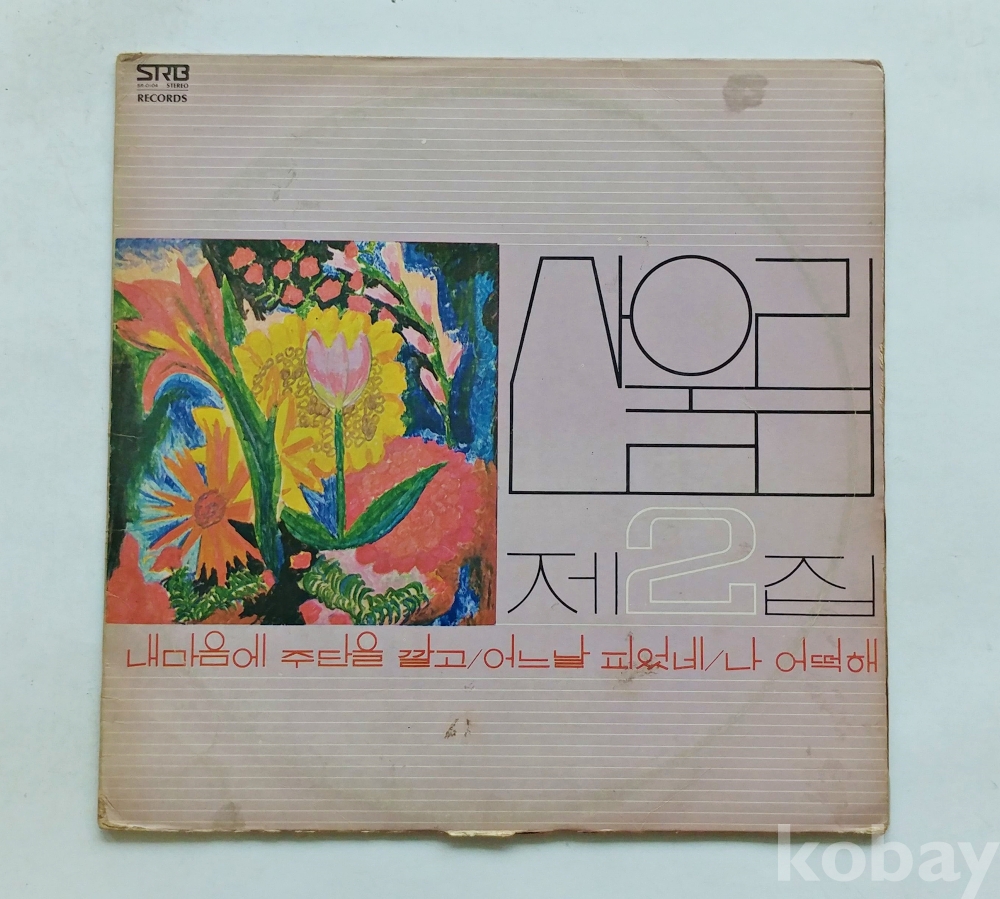 STRB
STEREO
RECORDS
산울림
제2집
내마음에 주단을 깔고/어느날 피었네/나 어떡해
kobay